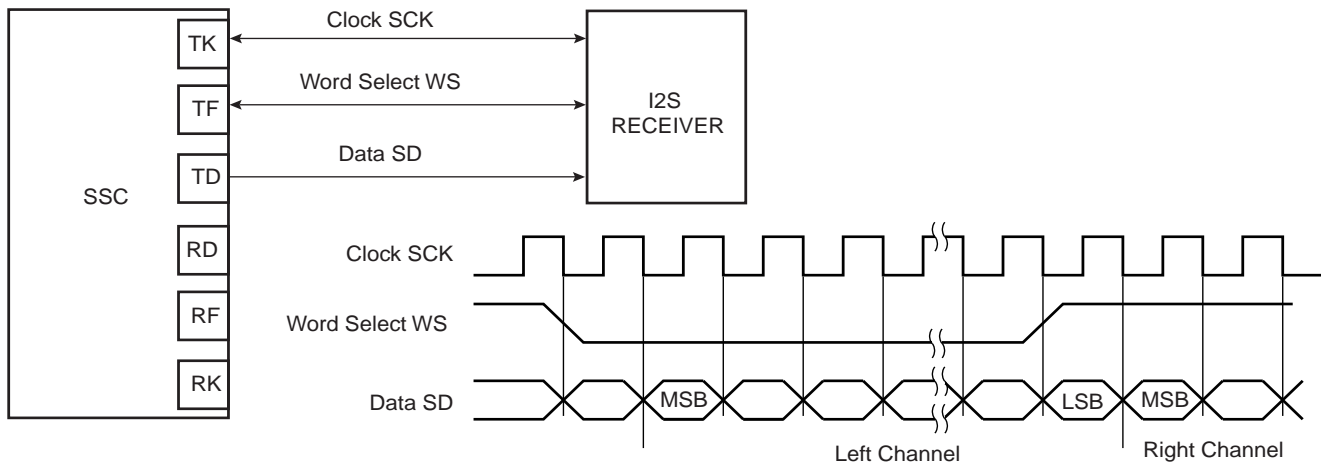 TK
Clock SCK
TF
Word Select WS
I2S
RECEIVER
TD
Data SD
SSC
RD
RF
RK
Clock SCK
Word Select WS
Data SD
MSB
LSB
MSB
Left Channel
Right Channel